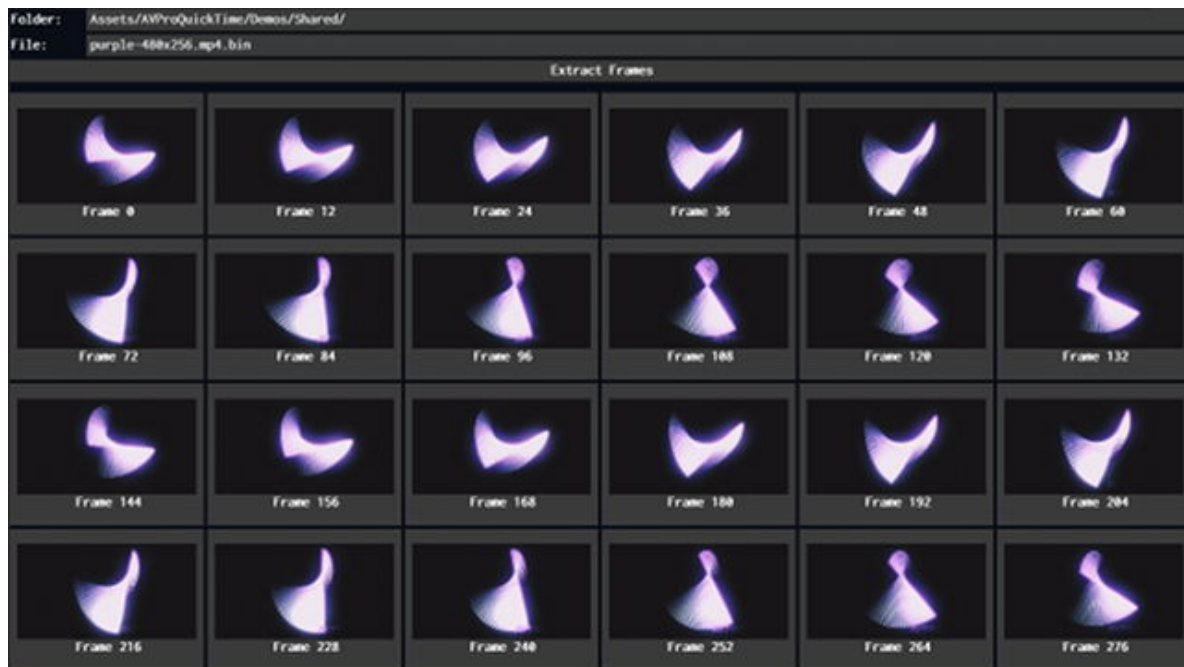 Folder: Assets/AVProQuickTime/Demos/Shared/
File: purple-480x256.mp4.bin
Extract Frames
Frame 0 Frame 12 Frame 24 Frame 36 Frame 48 Frame 60
Frame 72 Frame 84 Frame 96 Frame 108 Frame 120 Frame 132
Frame 144 Frame 156 Frame 168 Frame 180 Frame 192 Frame 204
Frame 216 Frame 228 Frame 240 Frame 252 Frame 264 Frame 276